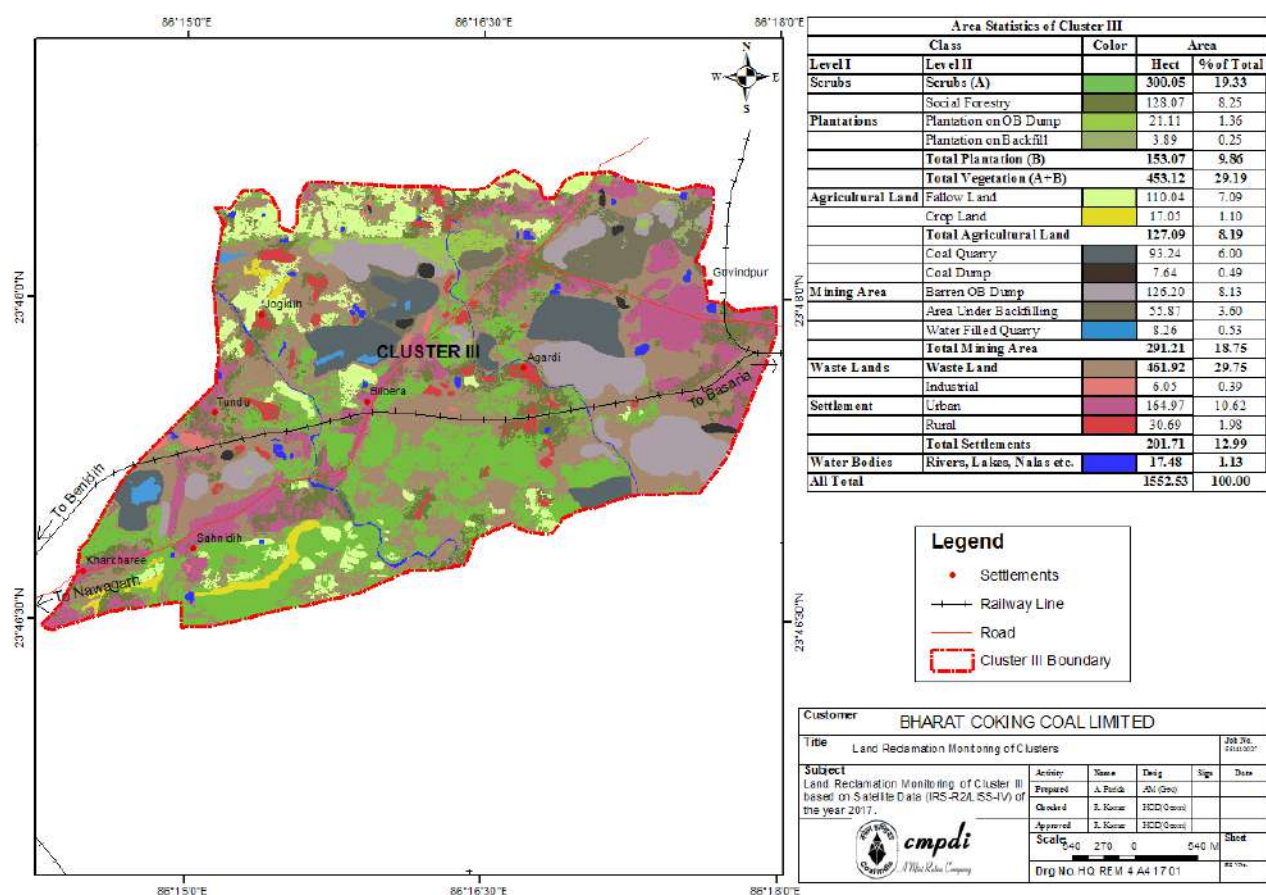 86°15'0"E 86°16'30"E 86°18'0"E
N
W E
S
23°48'0"N 23°48'0"N
Govindpur
Jogidih
CLUSTER III
Agardi
Bilbera
Tundu
To Basaria
To Benidih
Sahnidih
Kharcharee
To Nawagarh
23°46'30"N 23°46'30"N
86°15'0"E 86°16'30"E 86°18'0"E
Area Statistics of Cluster III
Class Color Area
Level I Level II Hect % of Total
Scrubs Scrubs (A) 300.05 19.33
Social Forestry 128.07 8.25
Plantations Plantation on OB Dump 21.11 1.36
Plantation on Backfill 3.89 0.25
Total Plantation (B) 153.07 9.86
Total Vegetation (A+B) 453.12 29.19
Agricultural Land Fallow Land 110.04 7.09
Crop Land 17.05 1.10
Total Agricultural Land 127.09 8.19
Coal Quarry 93.24 6.00
Coal Dump 7.64 0.49
Mining Area Barren OB Dump 126.20 8.13
Area Under Backfilling 55.87 3.60
Water Filled Quarry 8.26 0.53
Total Mining Area 291.21 18.75
Waste Lands Waste Land 461.92 29.75
Industrial 6.05 0.39
Settlement Urban 164.97 10.62
Rural 30.69 1.98
Total Settlements 201.71 12.99
Water Bodies Rivers, Lakes, Nalas etc. 17.48 1.13
All Total 1552.53 100.00
Legend
Settlements
Railway Line
Road
Cluster III Boundary
Customer BHARAT COKING COAL LIMITED
Title Land Reclamation Monitoring of Clusters Job No.
Subject
Land Reclamation Monitoring of Cluster III
based on Satellite Data (IRS-R2/LISS-IV) of
the year 2017.
Activity Name Desig Sign Date
Prepared
Checked R. Kumar
Approved R. Kumar
cmpdi
A Mini Ratna Company
Scale 540 270 0 540 M Sheet
Drg No. HQ REM 4 A4 17 01